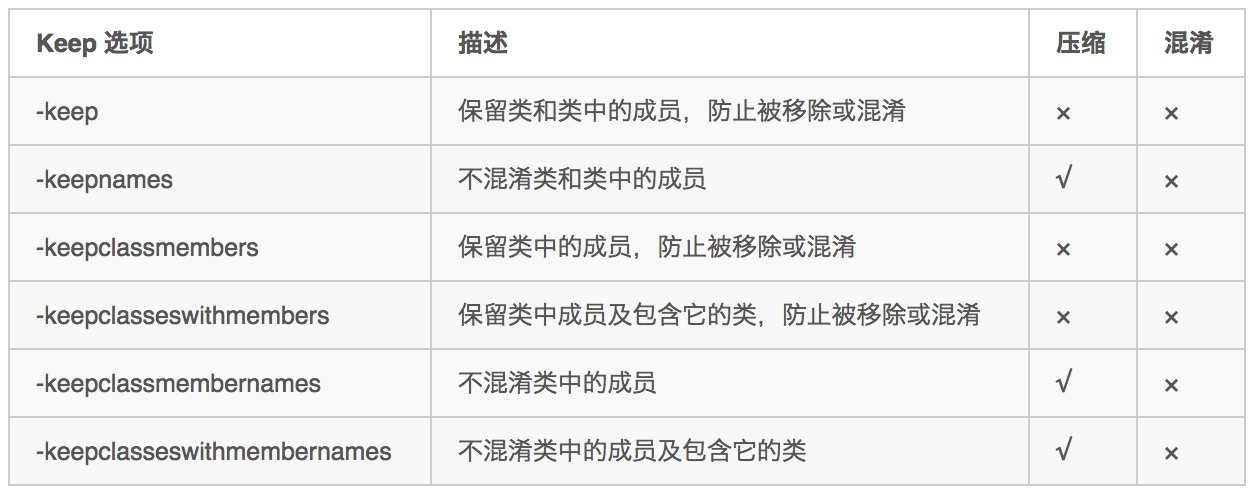 Keep 选项 描述 压缩 混淆
-keep 保留类和类中的成员，防止被移除或混淆 × ×
-keepnames 不混淆类和类中的成员 √ ×
-keepclassmembers 保留类中的成员，防止被移除或混淆 × ×
-keepclasseswithmembers 保留类中成员及包含它的类，防止被移除或混淆 × ×
-keepclassmembernames 不混淆类中的成员 √ ×
-keepclasseswithmembernames 不混淆类中的成员及包含它的类 √ ×